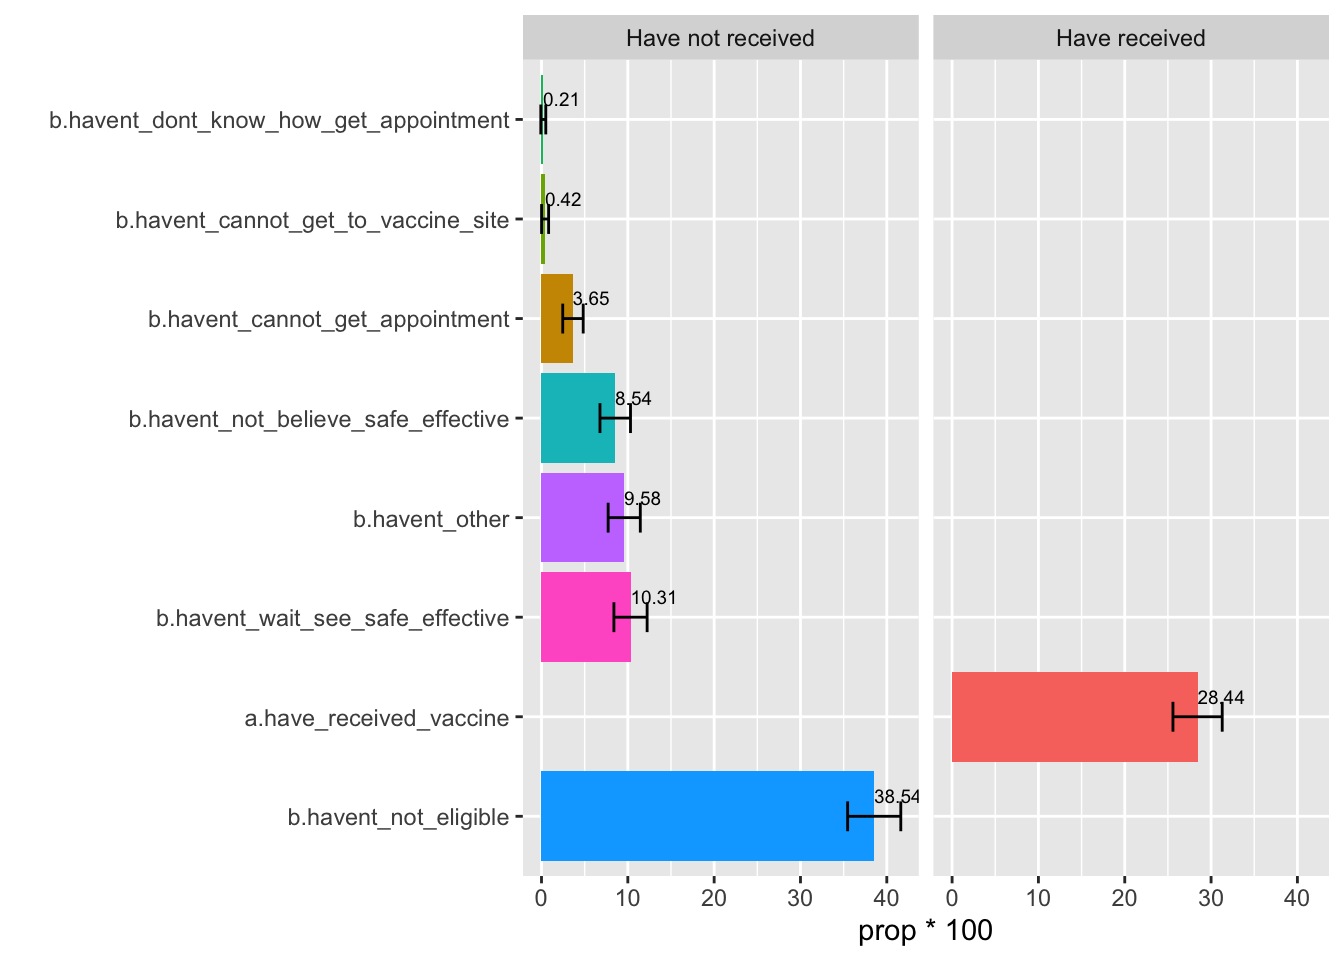 Have not received
Have received
b.havent_dont_know_how_get_appointment
0.21
b.havent_cannot_get_to_vaccine_site
0.42
b.havent_cannot_get_appointment
3.65
b.havent_not_believe_safe_effective
8.54
b.havent_other
9.58
b.havent_wait_see_safe_effective
10.31
a.have_received_vaccine
28.44
b.havent_not_eligible
38.54
0 10 20 30 40
0 10 20 30 40
prop * 100